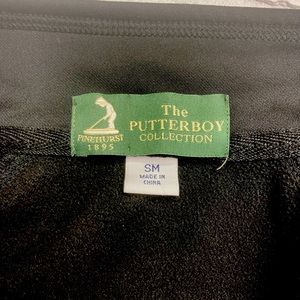 PINEHURST
1895
The
PUTTERBOY
COLLECTION
SM
MADE IN
CHINA